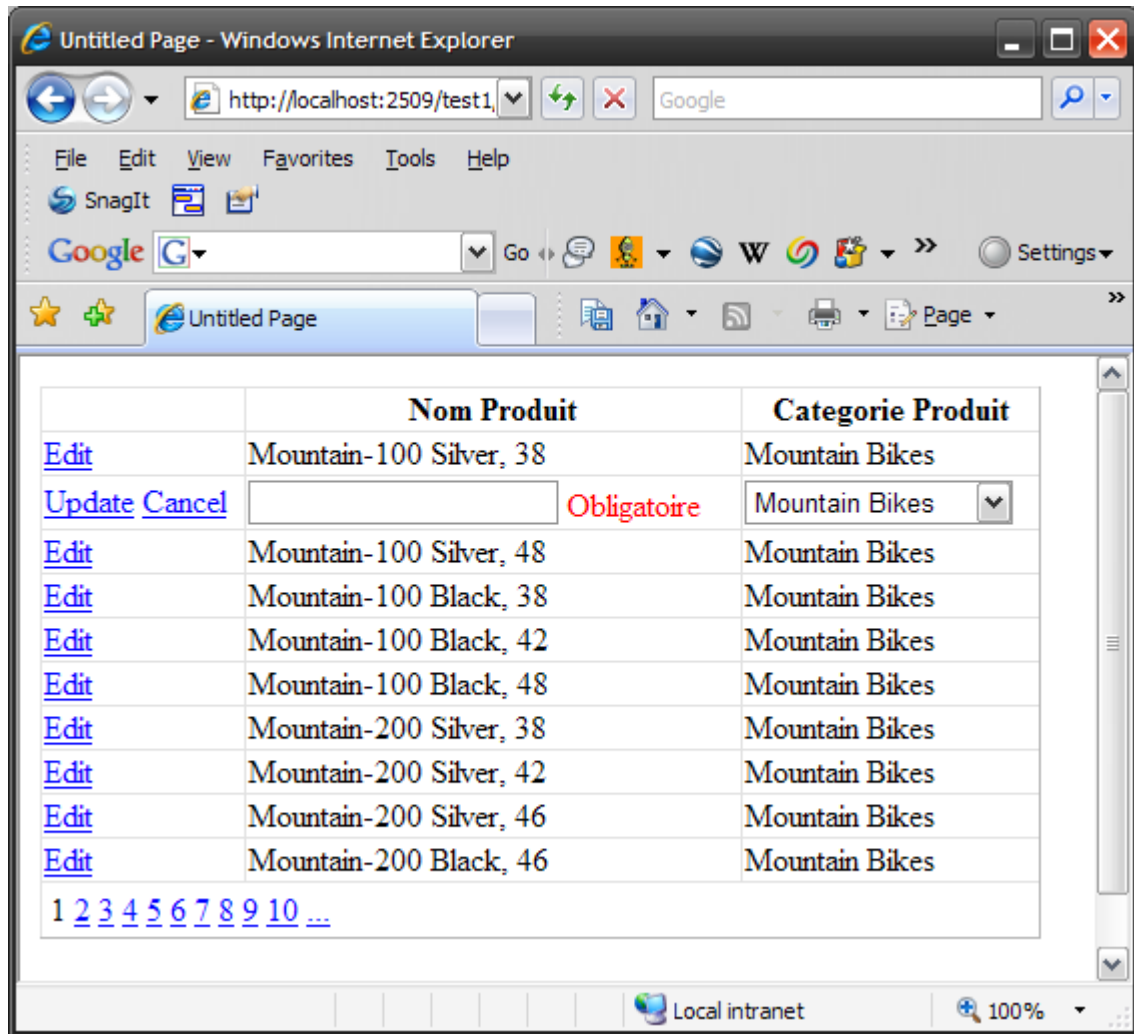 Untitled Page - Windows Internet Explorer
http://localhost:2509/test1, Google
File Edit View Favorites Tools Help
SnagIt
Google G Go W » Settings
Untitled Page Page »
Nom Produit Categorie Produit
Edit Mountain-100 Silver, 38 Mountain Bikes
Update Cancel Obligatoire Mountain Bikes
Edit Mountain-100 Silver, 48 Mountain Bikes
Edit Mountain-100 Black, 38 Mountain Bikes
Edit Mountain-100 Black, 42 Mountain Bikes
Edit Mountain-100 Black, 48 Mountain Bikes
Edit Mountain-200 Silver, 38 Mountain Bikes
Edit Mountain-200 Silver, 42 Mountain Bikes
Edit Mountain-200 Silver, 46 Mountain Bikes
Edit Mountain-200 Black, 46 Mountain Bikes
1 2 3 4 5 6 7 8 9 10 ...
Local intranet 100%